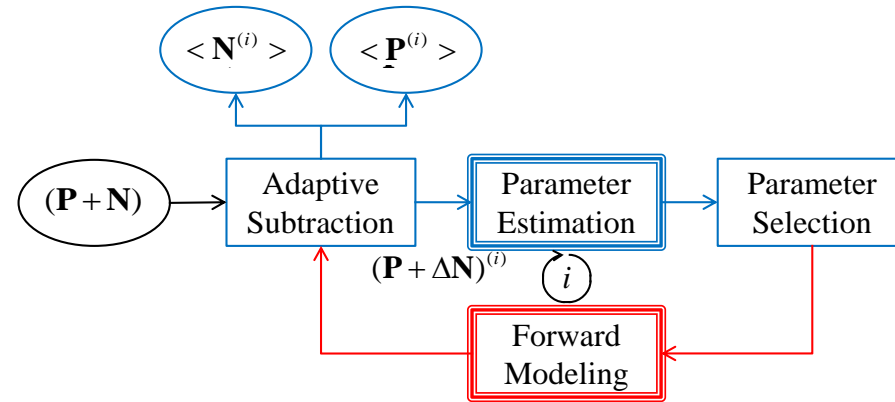 < N^(i) >
< P^(i) >
(P + N)
Adaptive
Subtraction
Parameter
Estimation
Parameter
Selection
(P + ΔN)^(i)
i
Forward
Modeling